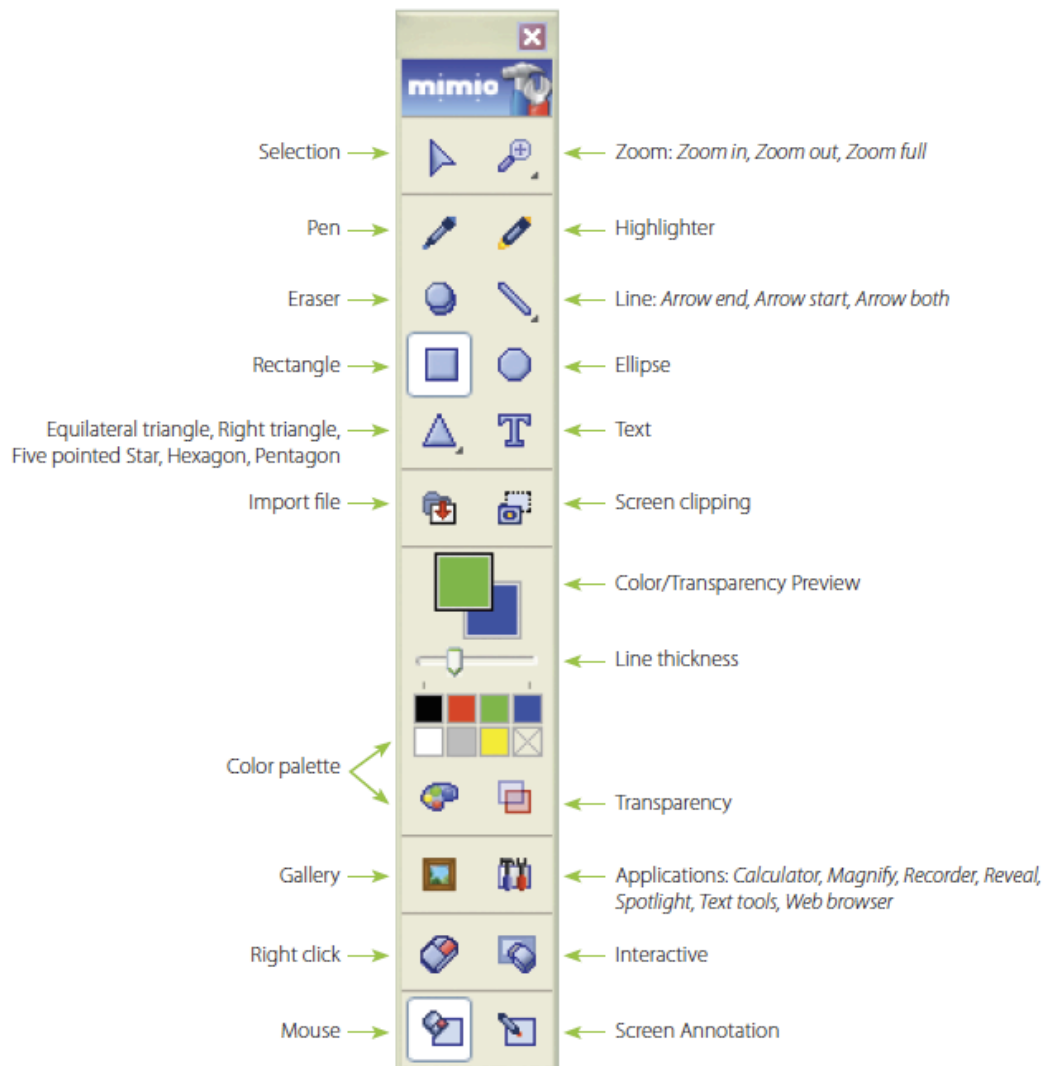 mimio
Selection
Zoom: Zoom in, Zoom out, Zoom full
Pen
Highlighter
Eraser
Line: Arrow end, Arrow start, Arrow both
Rectangle
Ellipse
Equilateral triangle, Right triangle,
Five pointed Star, Hexagon, Pentagon
Text
Import file
Screen clipping
Color/Transparency Preview
Line thickness
Color palette
Transparency
Gallery
Applications: Calculator, Magnify, Recorder, Reveal,
Spotlight, Text tools, Web browser
Right click
Interactive
Mouse
Screen Annotation